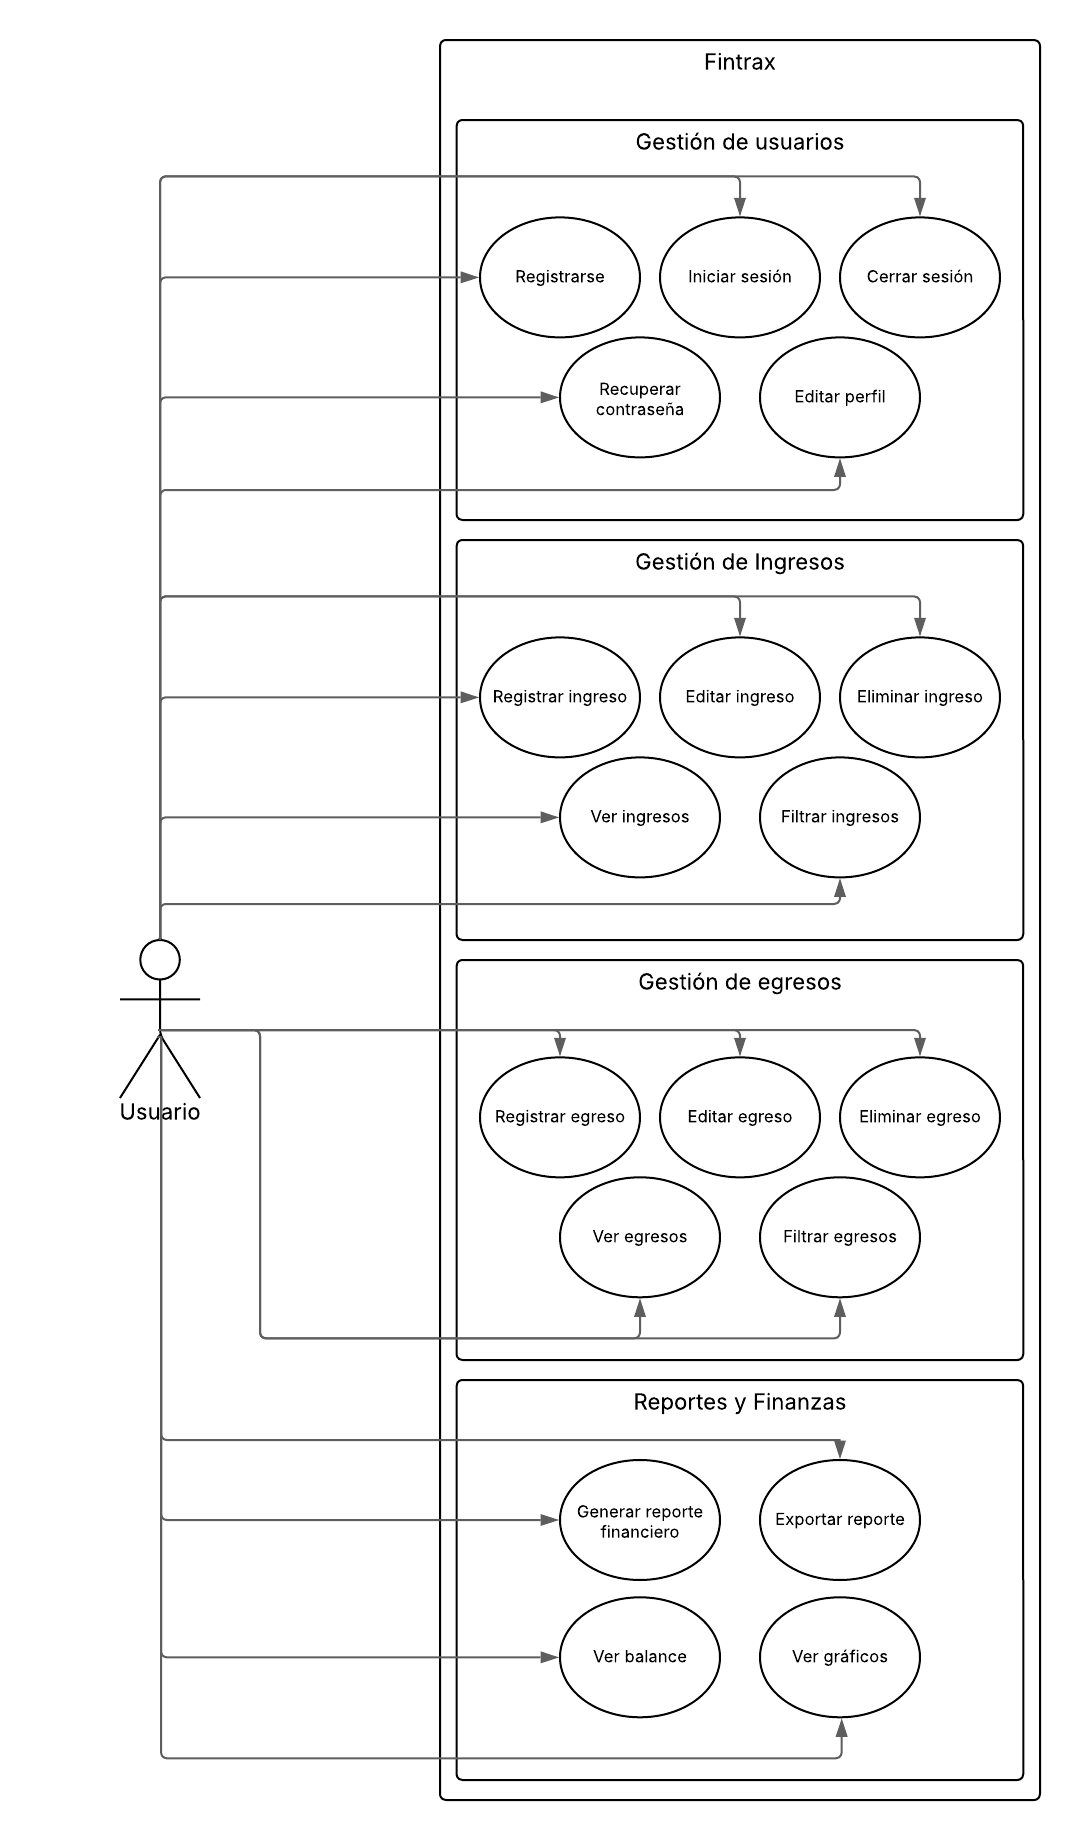 Fintrax
Gestión de usuarios
Registrarse
Iniciar sesión
Cerrar sesión
Recuperar
contraseña
Editar perfil
Gestión de Ingresos
Registrar ingreso
Editar ingreso
Eliminar ingreso
Ver ingresos
Filtrar ingresos
Usuario
Gestión de egresos
Registrar egreso
Editar egreso
Eliminar egreso
Ver egresos
Filtrar egresos
Reportes y Finanzas
Generar reporte
financiero
Exportar reporte
Ver balance
Ver gráficos